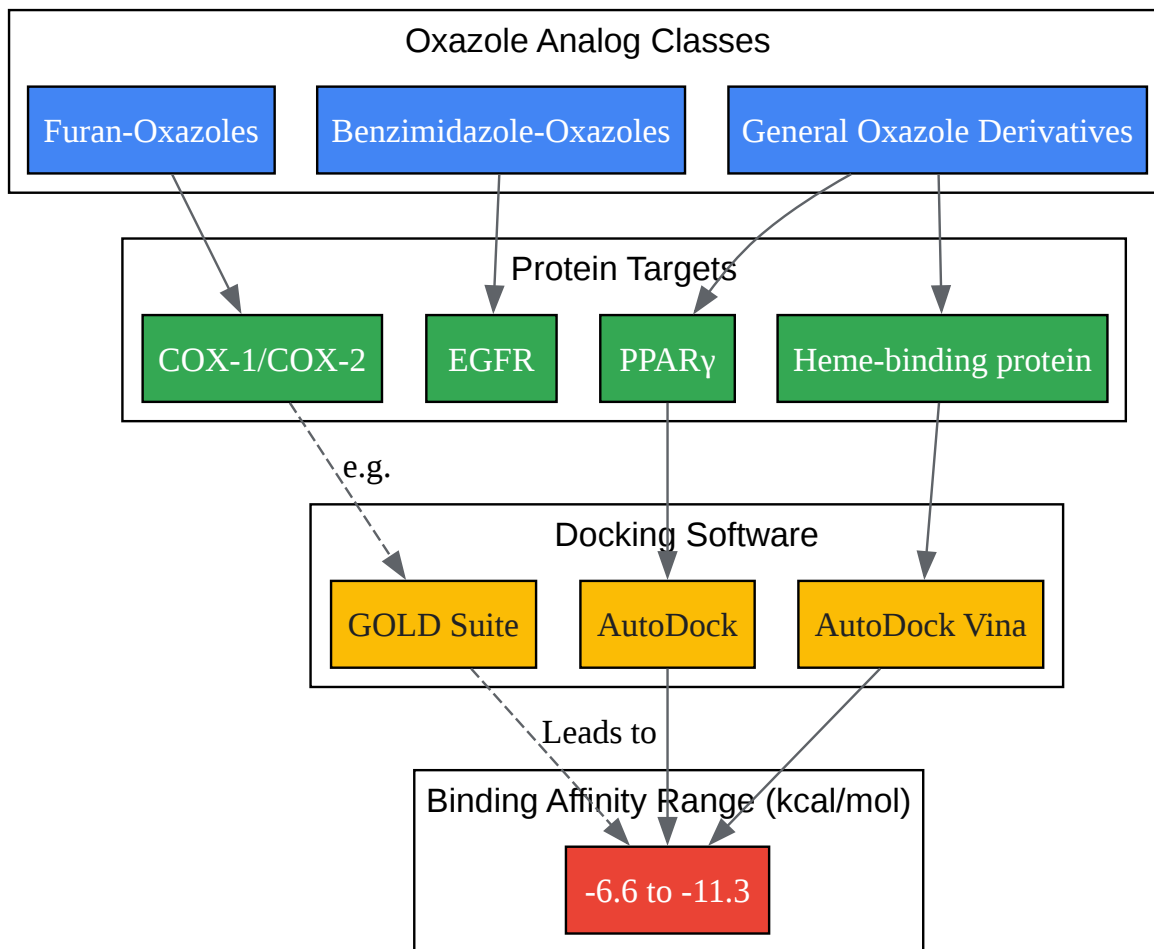 Oxazole Analog Classes
Furan-Oxazoles
Benzimidazole-Oxazoles
General Oxazole Derivatives
Protein Targets
COX-1/COX-2
EGFR
PPARγ
Heme-binding protein
e.g.
Docking Software
GOLD Suite
AutoDock
AutoDock Vina
Leads to
Binding Affinity Range (kcal/mol)
-6.6 to -11.3